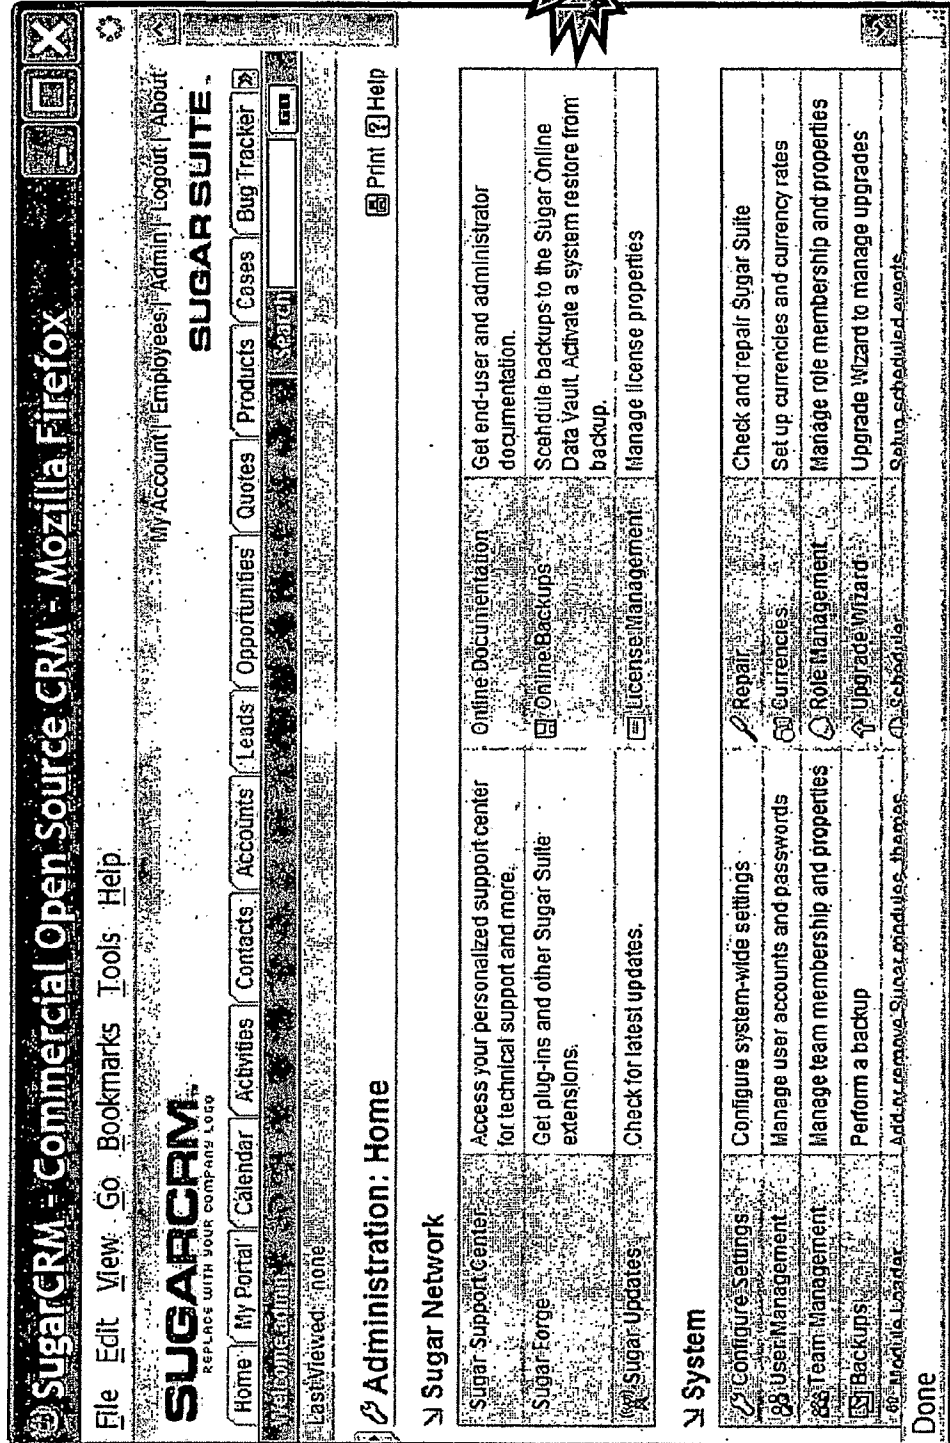 SugarCRM - Commercial Open Source CRM - Mozilla Firefox
File Edit View Go Bookmarks Tools Help
My Account | Employees | Admin | Logout | About
SUGARCRM™
REPLACE WITH YOUR COMPANY LOGO
SUGAR SUITE™
Home My Portal Calendar Activities Contacts Accounts Leads Opportunities Quotes Products Cases Bug Tracker »
Welcome admin Search GO
Last Viewed: none
Administration: Home Print ? Help
Sugar Network
Sugar Support Center Access your personalized support center
for technical support and more.
Online Documentation Get end-user and administrator
documentation.
Sugar Forge Get plug-ins and other Sugar Suite
extensions.
Online Backups Scehdule backups to the Sugar Online
Data Vault. Activate a system restore from
backup.
Sugar Updates Check for latest updates.
License Management Manage license properties
System
Configure Settings Configure system-wide settings Repair Check and repair Sugar Suite
User Management Manage user accounts and passwords Currencies Set up currencies and currency rates
Team Management Manage team membership and properties Role Management Manage role membership and properties
Backups Perform a backup Upgrade Wizard Upgrade Wizard to manage upgrades
Module Loader Add or remove Sugar modules, themes Schedule Setup scheduled events
Done